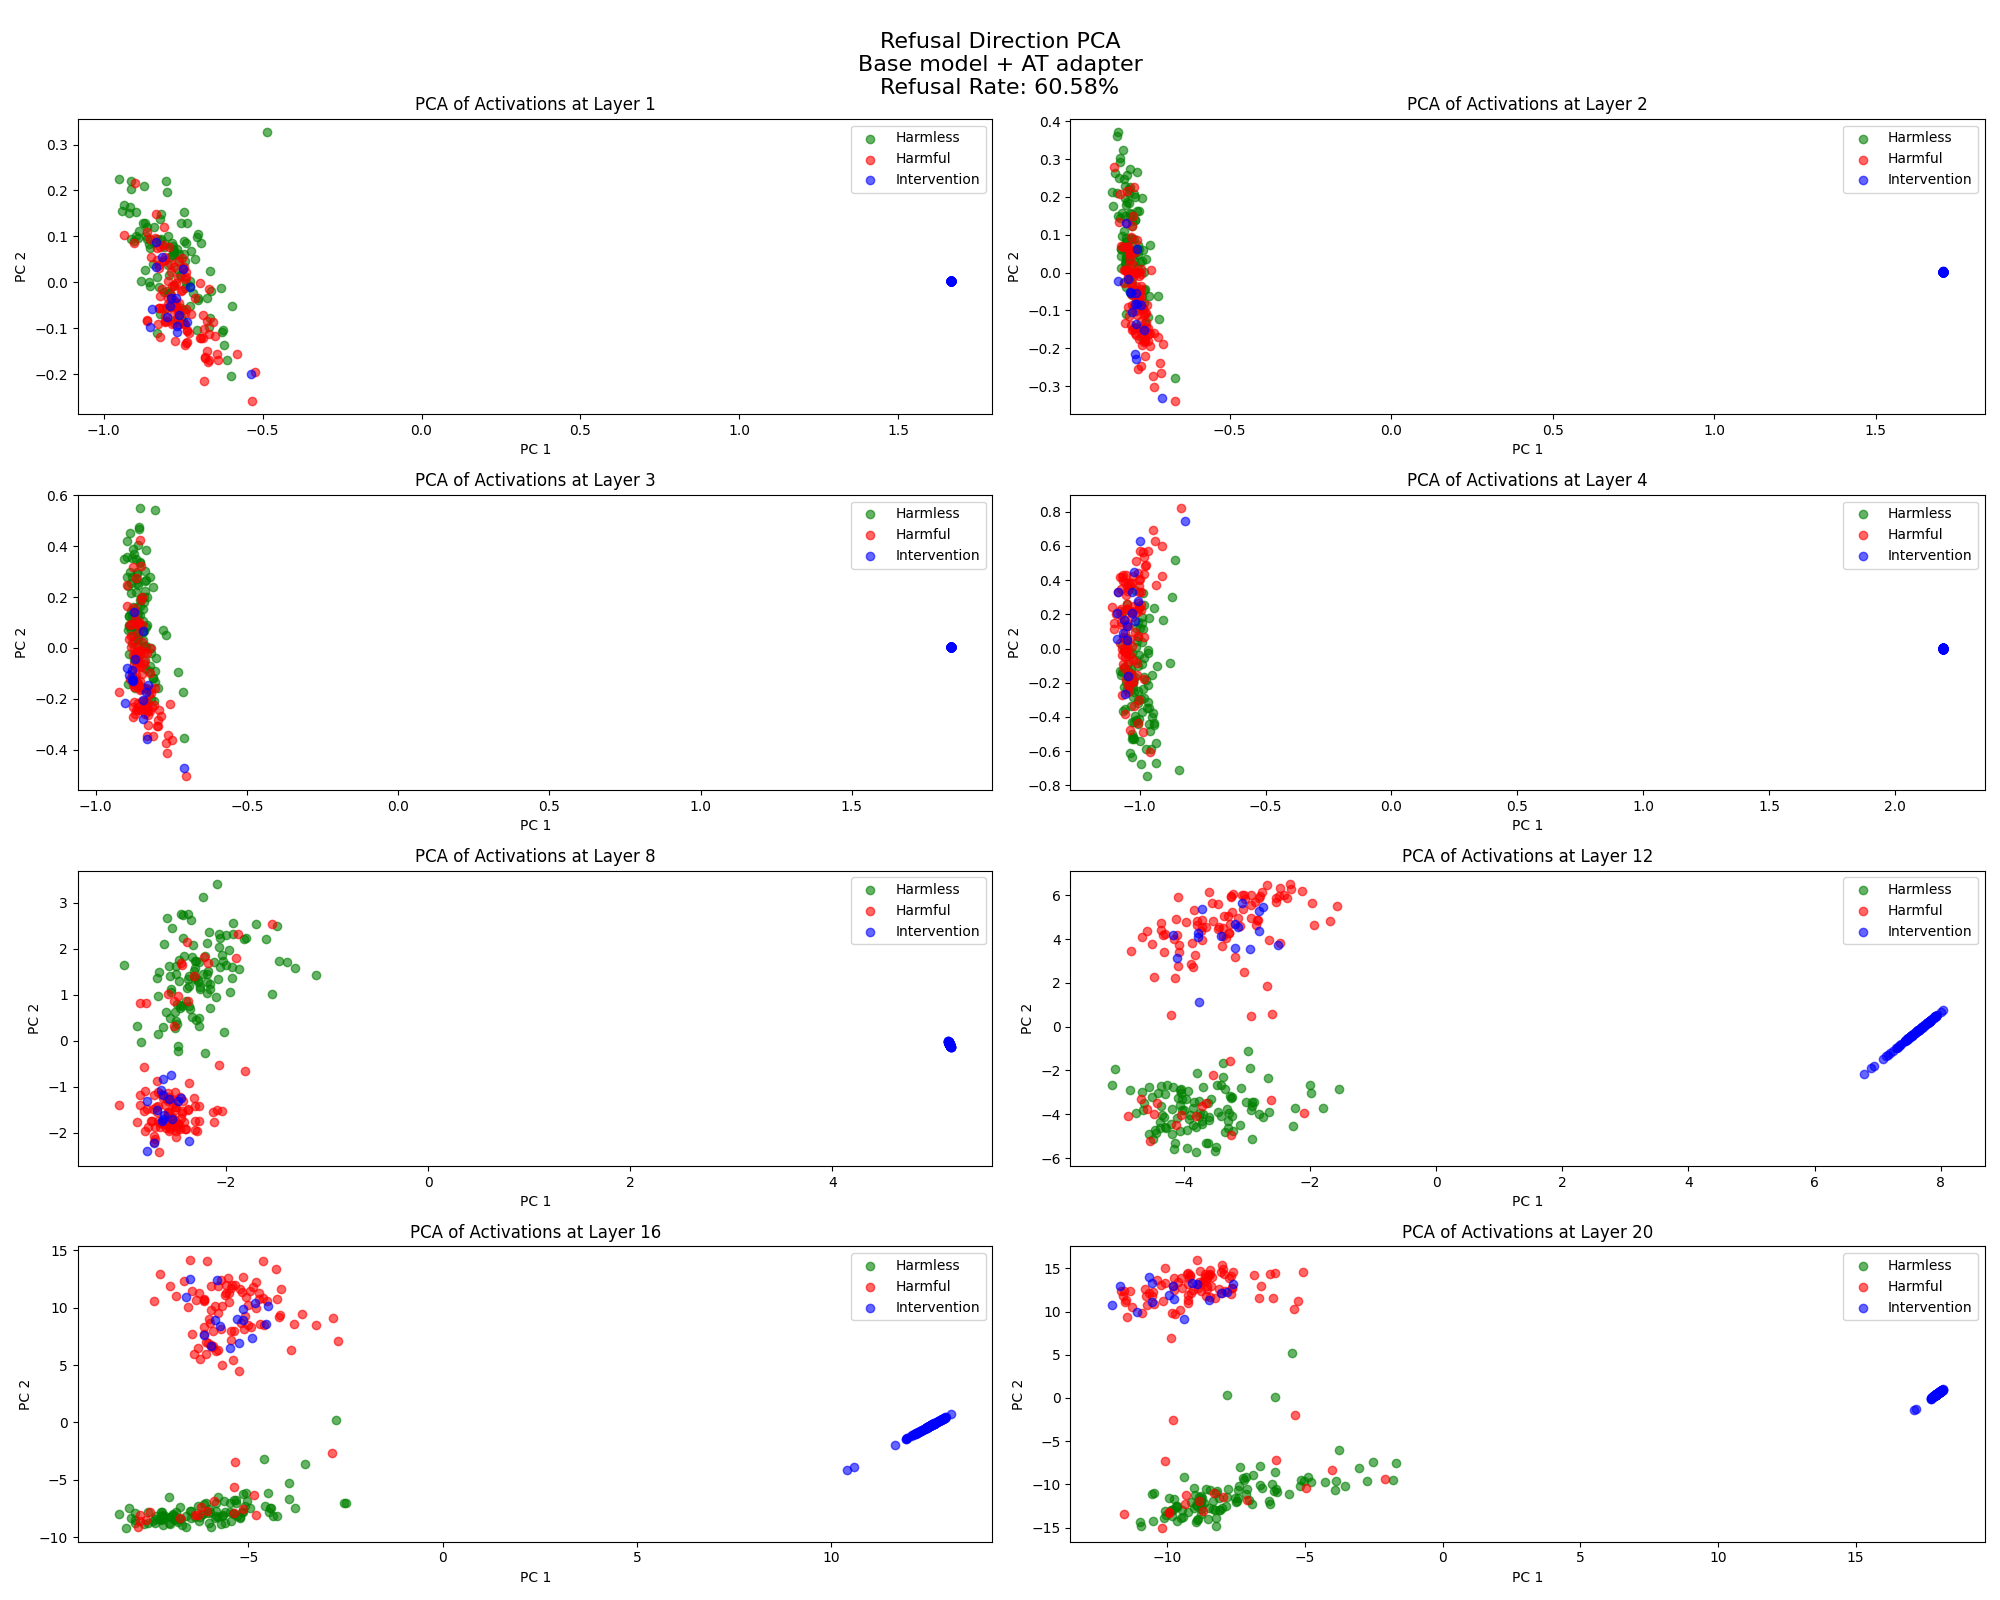 Refusal Direction PCA
Base model + AT adapter
Refusal Rate: 60.58%
PCA of Activations at Layer 1
0.3
0.2
0.1
0.0
−0.1
−0.2
PC 2
−1.0 −0.5 0.0 0.5 1.0 1.5
PC 1
Harmless
Harmful
Intervention
PCA of Activations at Layer 2
0.4
0.3
0.2
0.1
0.0
−0.1
−0.2
−0.3
PC 2
−0.5 0.0 0.5 1.0 1.5
PC 1
Harmless
Harmful
Intervention
PCA of Activations at Layer 3
0.6
0.4
0.2
0.0
−0.2
−0.4
PC 2
−1.0 −0.5 0.0 0.5 1.0 1.5
PC 1
Harmless
Harmful
Intervention
PCA of Activations at Layer 4
0.8
0.6
0.4
0.2
0.0
−0.2
−0.4
−0.6
−0.8
PC 2
−1.0 −0.5 0.0 0.5 1.0 1.5 2.0
PC 1
Harmless
Harmful
Intervention
PCA of Activations at Layer 8
3
2
1
0
−1
−2
PC 2
−2 0 2 4
PC 1
Harmless
Harmful
Intervention
PCA of Activations at Layer 12
6
4
2
0
−2
−4
−6
PC 2
−4 −2 0 2 4 6 8
PC 1
Harmless
Harmful
Intervention
PCA of Activations at Layer 16
15
10
5
0
−5
−10
PC 2
−5 0 5 10
PC 1
Harmless
Harmful
Intervention
PCA of Activations at Layer 20
15
10
5
0
−5
−10
−15
PC 2
−10 −5 0 5 10 15
PC 1
Harmless
Harmful
Intervention